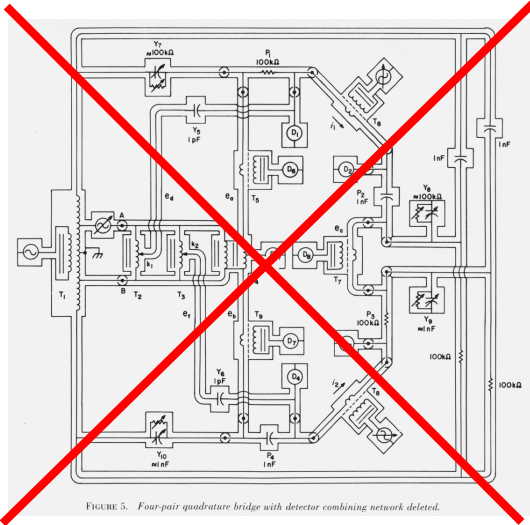 Y7
≈100kΩ
P1
100kΩ
T6
i1
Y5
1pF
D1
D2
D6
T5
ed
ea
P2
1nF
1nF
1nF
Y8
≈100kΩ
A
B
k1
k2
T1
T2
T3
ec
D8
T7
Y9
≈1nF
T9
eb
ef
D7
P3
100kΩ
100kΩ
100kΩ
Y6
1pF
D4
i2
T8
Y10
≈1nF
P4
1nF
FIGURE 5. Four-pair quadrature bridge with detector combining network deleted.